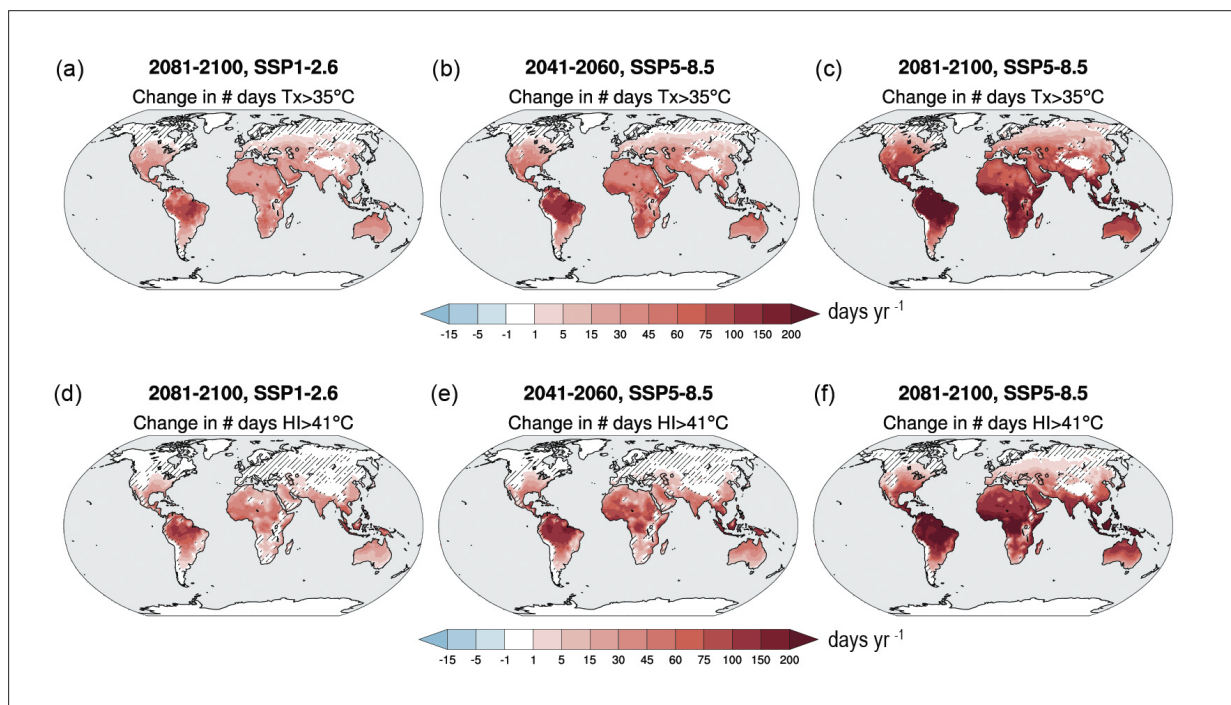 (a) 2081-2100, SSP1-2.6
Change in # days Tx>35°C
(b) 2041-2060, SSP5-8.5
Change in # days Tx>35°C
(c) 2081-2100, SSP5-8.5
Change in # days Tx>35°C
-15 -5 -1 1 5 15 30 45 60 75 100 150 200 days yr -1
(d) 2081-2100, SSP1-2.6
Change in # days HI>41°C
(e) 2041-2060, SSP5-8.5
Change in # days HI>41°C
(f) 2081-2100, SSP5-8.5
Change in # days HI>41°C
-15 -5 -1 1 5 15 30 45 60 75 100 150 200 days yr -1